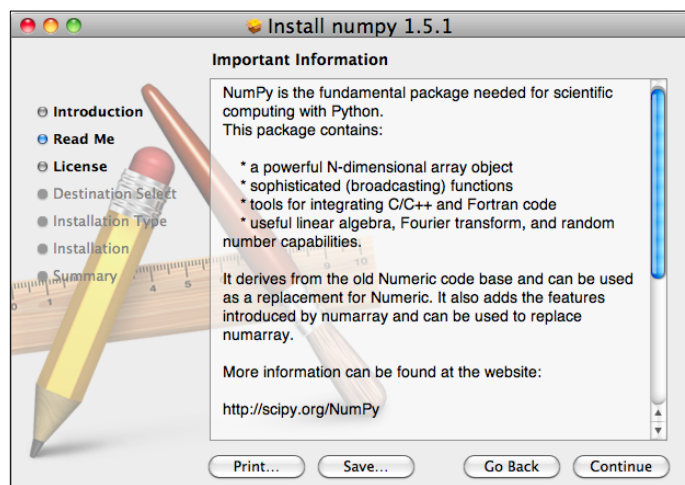 Install numpy 1.5.1
Important Information
Introduction
Read Me
License
Destination Select
Installation Type
Installation
Summary
NumPy is the fundamental package needed for scientific
computing with Python.
This package contains:
* a powerful N-dimensional array object
* sophisticated (broadcasting) functions
* tools for integrating C/C++ and Fortran code
* useful linear algebra, Fourier transform, and random
number capabilities.
It derives from the old Numeric code base and can be used
as a replacement for Numeric. It also adds the features
introduced by numarray and can be used to replace
numarray.
More information can be found at the website:
http://scipy.org/NumPy
Print... Save... Go Back Continue